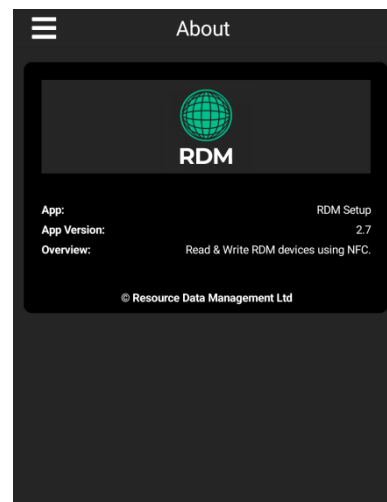 About
RDM
App: RDM Setup
App Version: 2.7
Overview: Read & Write RDM devices using NFC.
© Resource Data Management Ltd